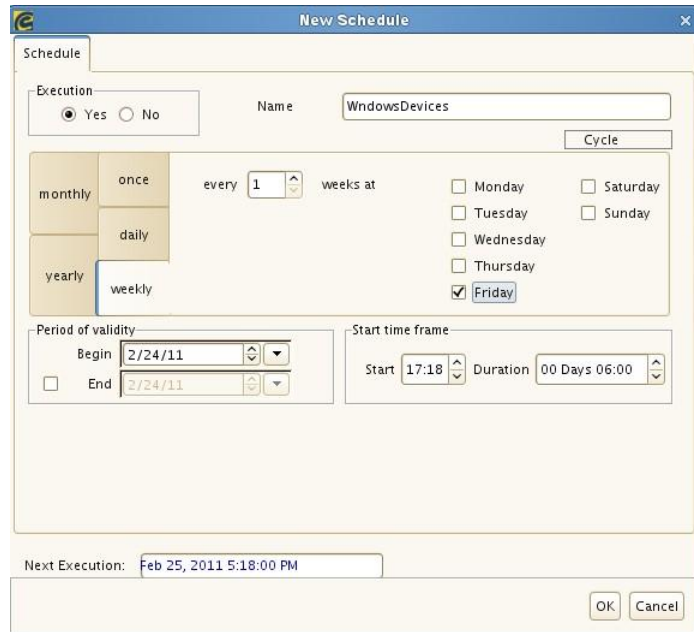 New Schedule
Schedule
Execution
Yes No
Name WndowsDevices
Cycle
monthly
once
yearly
daily
weekly
every 1 weeks at
Monday
Tuesday
Wednesday
Thursday
Friday
Saturday
Sunday
Period of validity
Begin 2/24/11
End 2/24/11
Start time frame
Start 17:18 Duration 00 Days 06:00
Next Execution: Feb 25, 2011 5:18:00 PM
OK Cancel